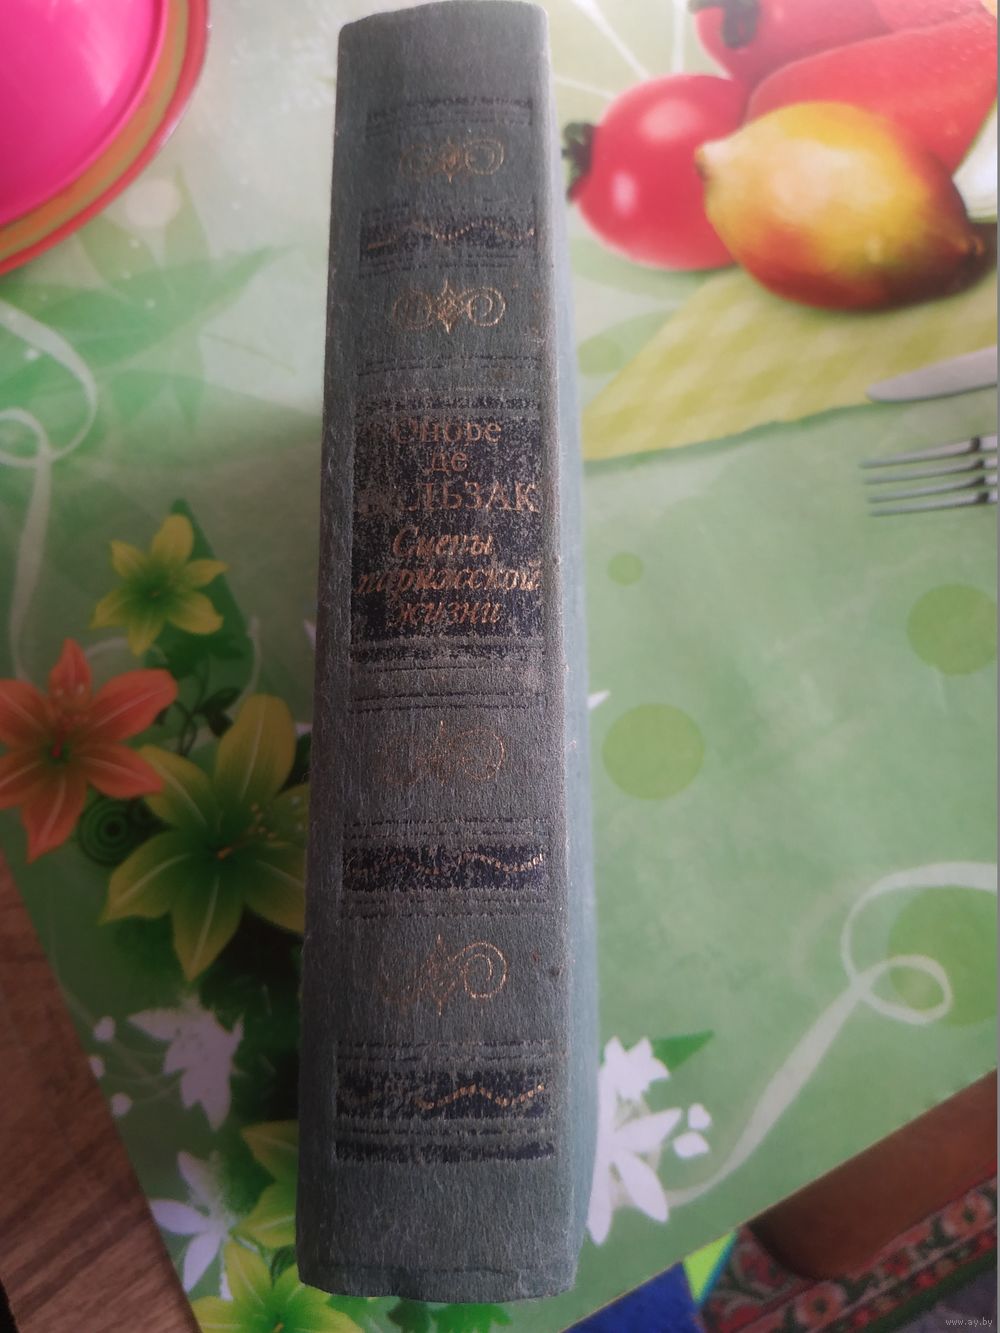 Оноре
де
БАЛЬЗАК
Сцены
парижской
жизни
www.ay.by